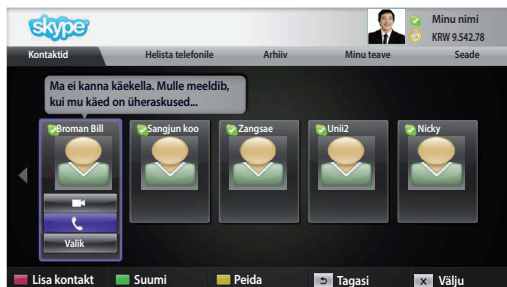 skype
Minu nimi
KRW 9.542.78
Kontaktid Helista telefonile Arhiiv Minu teave Seade
Ma ei kanna käekella. Mulle meeldib,
kui mu käed on üheraskused...
Broman Bill Sangjun koo Zangsae Unii2 Nicky
Valik
Lisa kontakt Suumi Peida Tagasi Välju